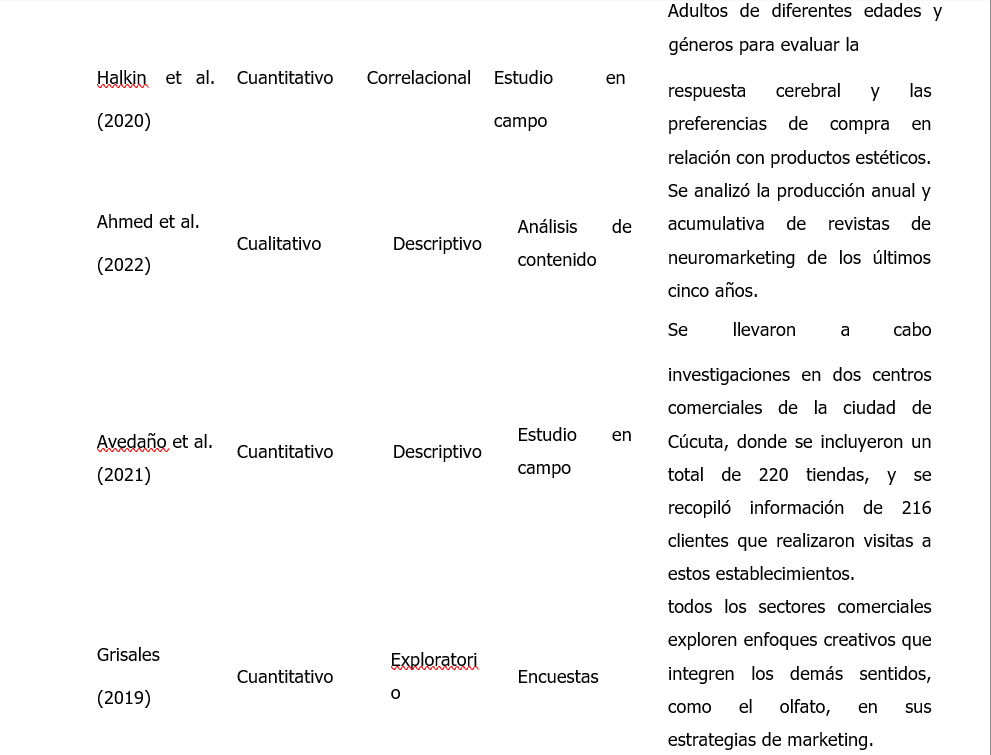 Adultos de diferentes edades y
géneros para evaluar la
Halkin et al. Cuantitativo Correlacional Estudio en
respuesta cerebral y las
(2020) campo
preferencias de compra en
relación con productos estéticos.
Se analizó la producción anual y
Ahmed et al.
acumulativa de revistas de
Análisis de
Cualitativo Descriptivo
neuromarketing de los últimos
(2022) contenido
cinco años.
Se llevaron a cabo
investigaciones en dos centros
comerciales de la ciudad de
Estudio en
Avedaño et al.
Cúcuta, donde se incluyeron un
Cuantitativo Descriptivo
campo
(2021)
total de 220 tiendas, y se
recopiló información de 216
clientes que realizaron visitas a
estos establecimientos.
todos los sectores comerciales
exploren enfoques creativos que
Grisales
Exploratori
integren los demás sentidos,
Cuantitativo Encuestas
o
(2019)
como el olfato, en sus
estrategias de marketing.